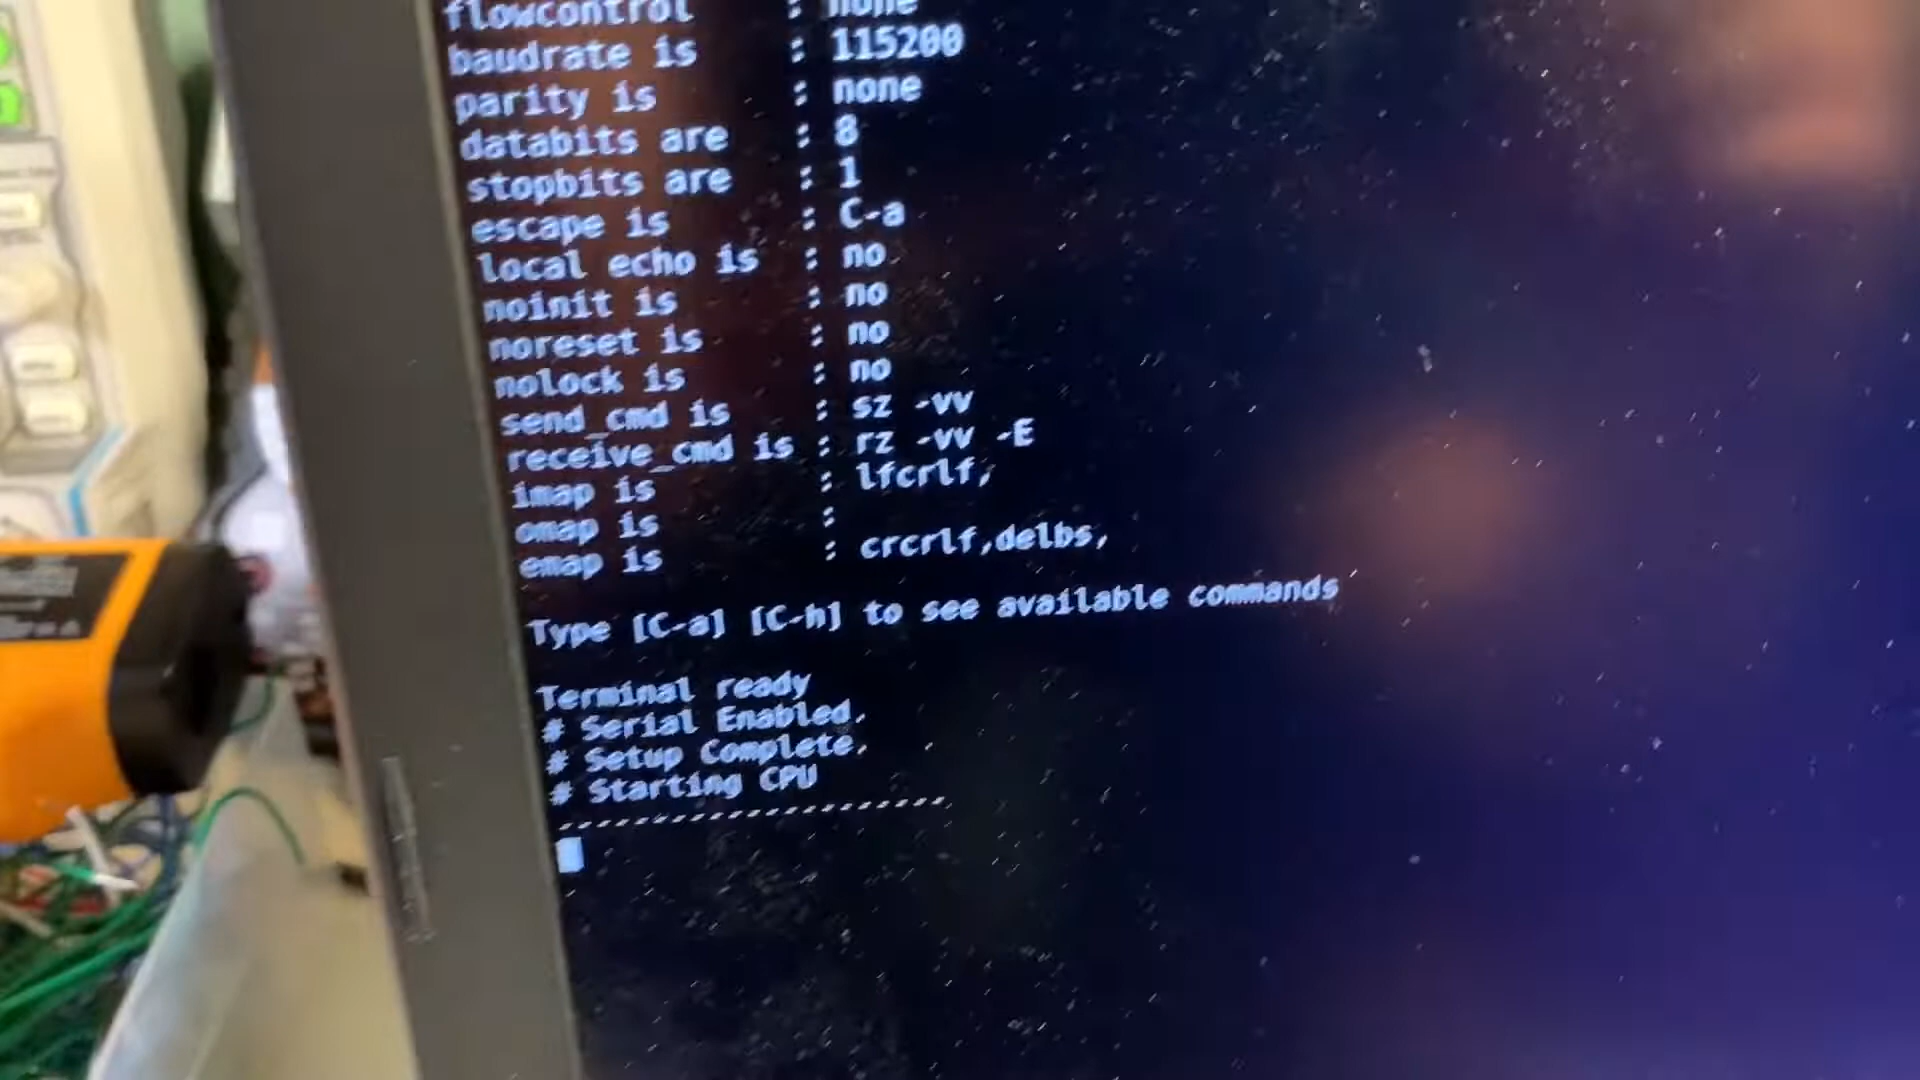 flowcontrol : none
baudrate is : 115200
parity is : none
databits are : 8
stopbits are : 1
escape is : C-a
local echo is : no
noinit is : no
noreset is : no
nolock is : no
send_cmd is : sz -vv
receive_cmd is : rz -vv -E
imap is : lfcrlf,
omap is :
emap is : crcrlf,delbs,
Type [C-a] [C-h] to see available commands
Terminal ready
# Serial Enabled.
# Setup Complete.
# Starting CPU